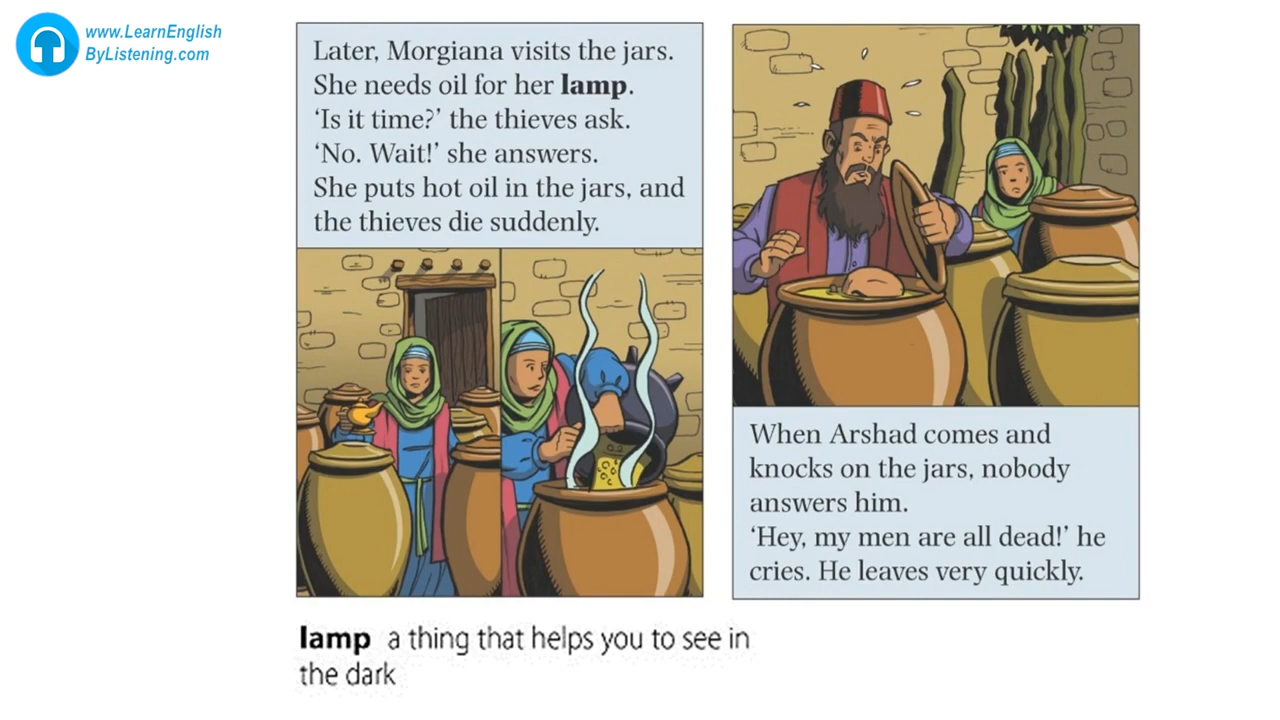 www.LearnEnglish
ByListening.com
Later, Morgiana visits the jars.
She needs oil for her lamp.
‘Is it time?’ the thieves ask.
‘No. Wait!’ she answers.
She puts hot oil in the jars, and
the thieves die suddenly.
When Arshad comes and
knocks on the jars, nobody
answers him.
‘Hey, my men are all dead!’ he
cries. He leaves very quickly.
lamp a thing that helps you to see in
the dark